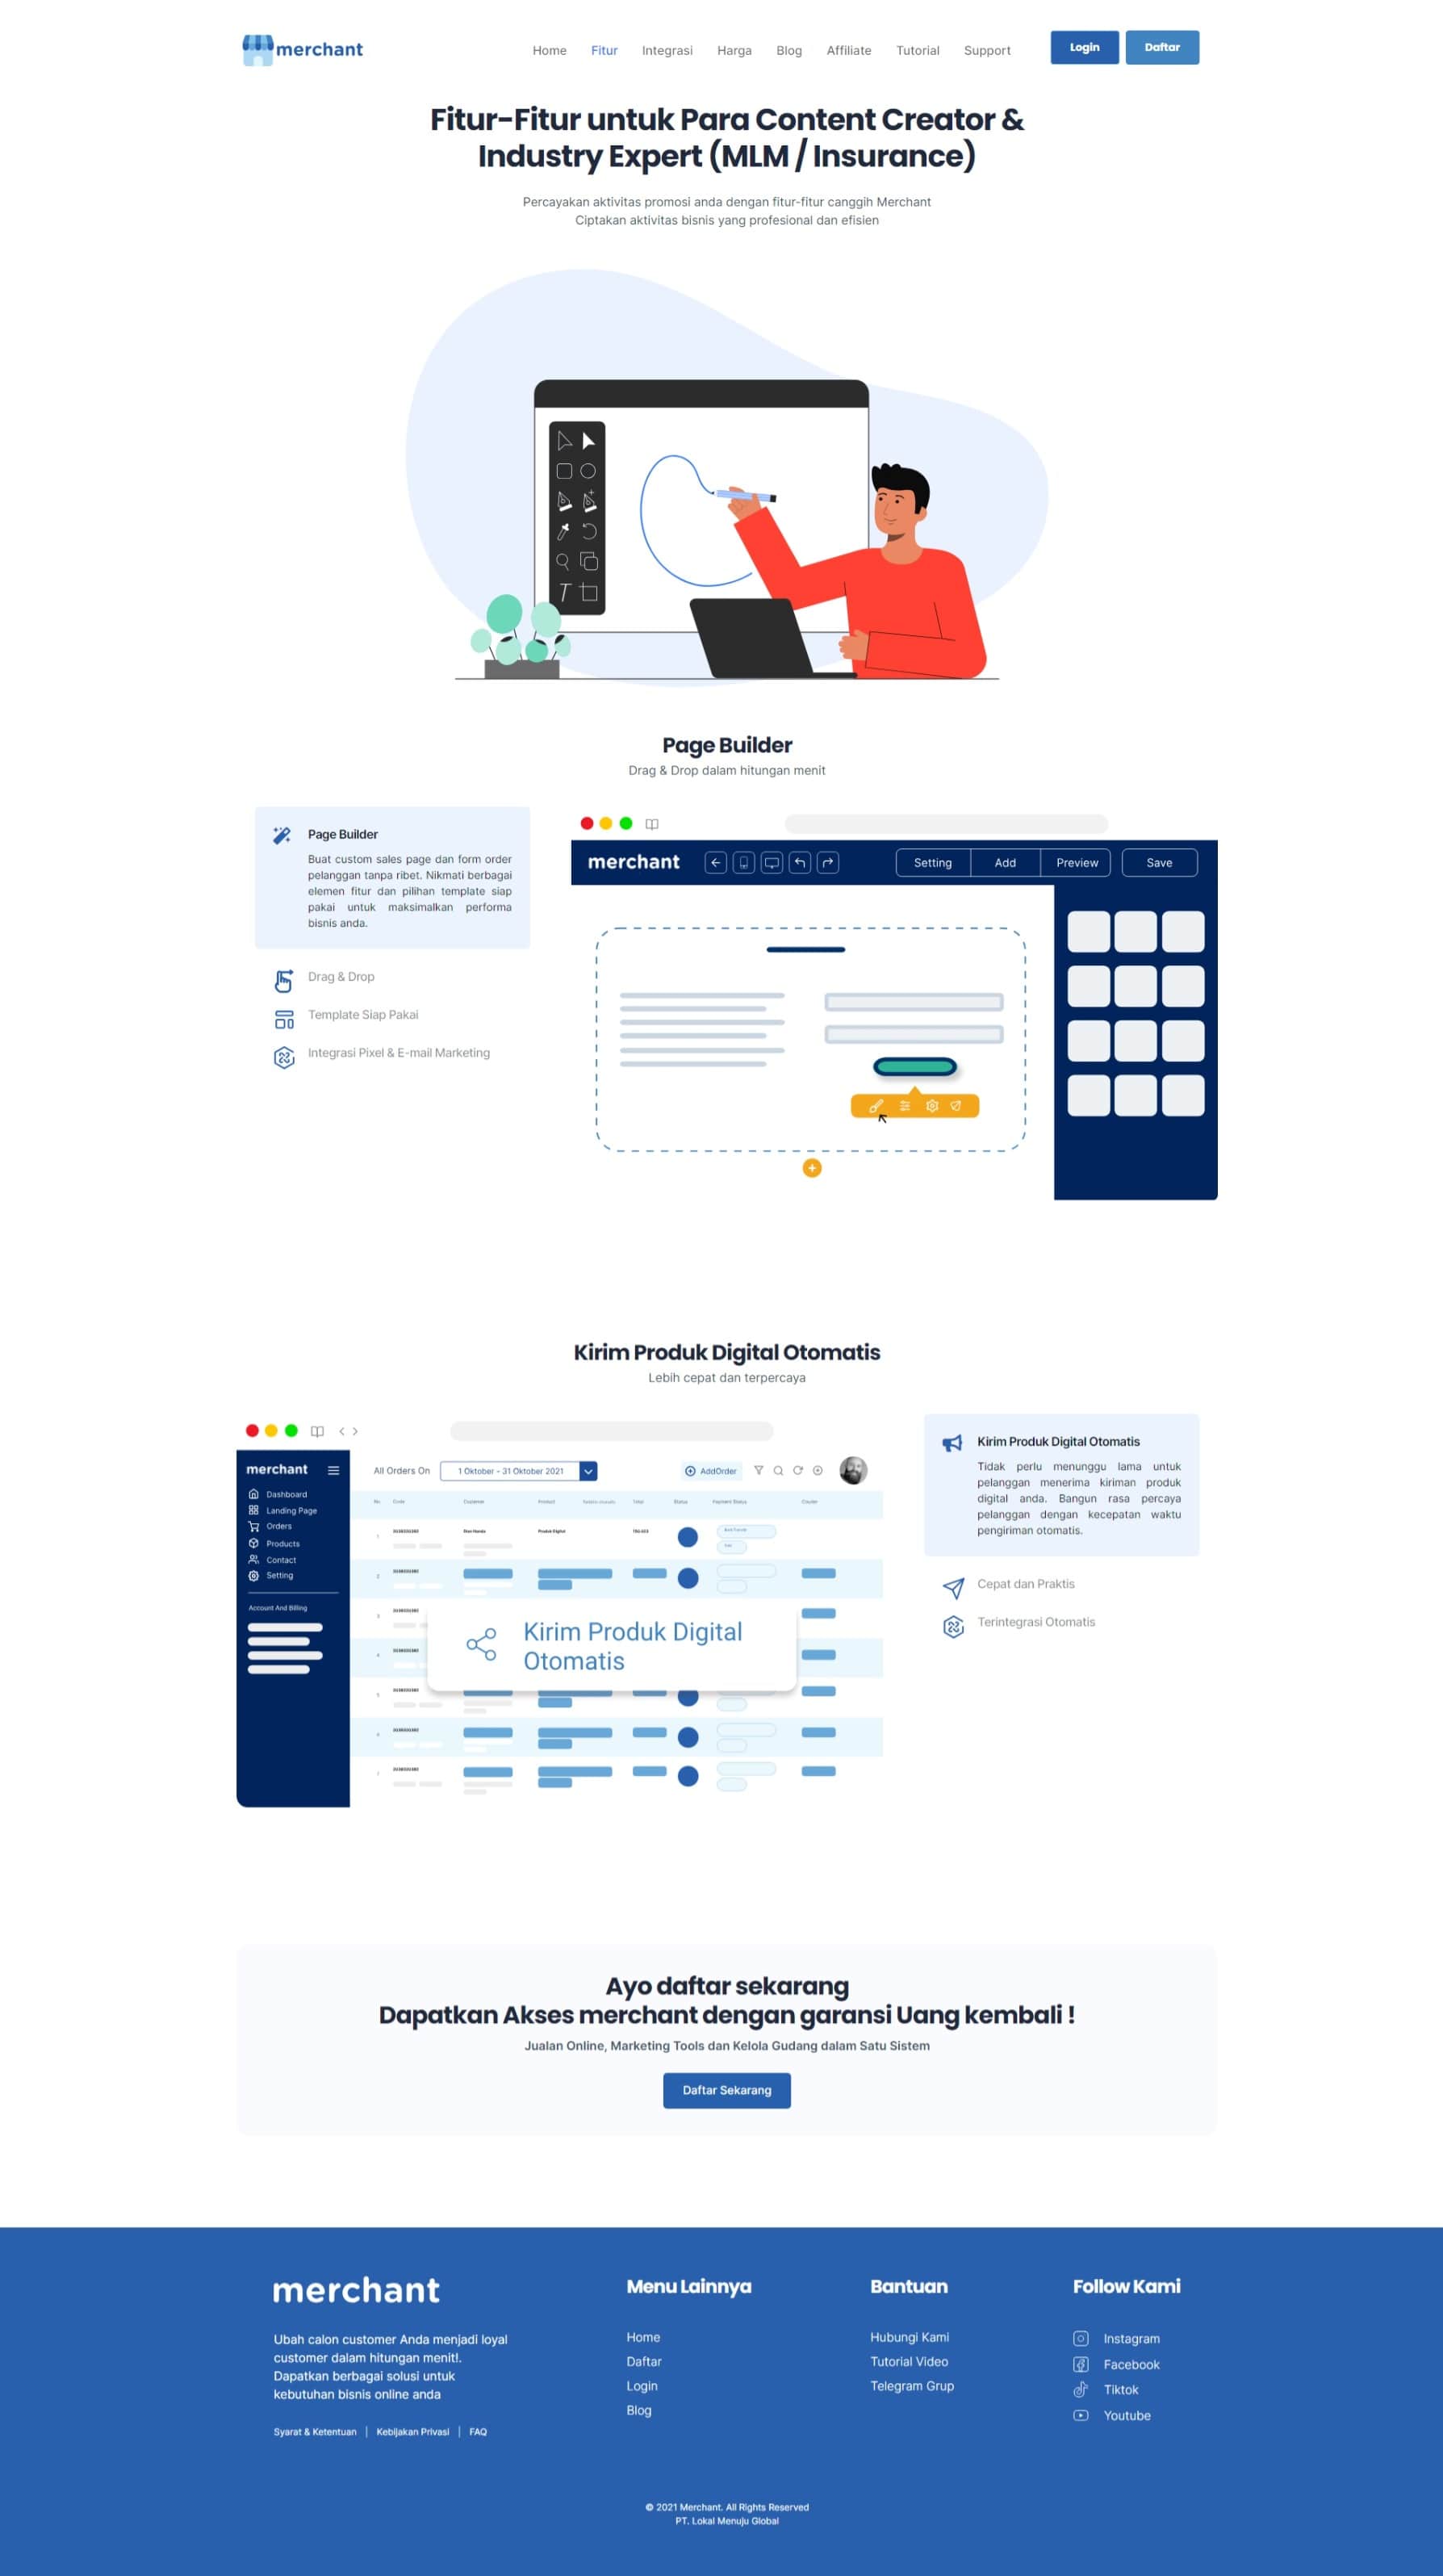 merchant
Home Fitur Integrasi Harga Blog Affiliate Tutorial Support Login Daftar
Fitur-Fitur untuk Para Content Creator &
Industry Expert (MLM / Insurance)
Percayakan aktivitas promosi anda dengan fitur-fitur canggih Merchant
Ciptakan aktivitas bisnis yang profesional dan efisien
T
Page Builder
Drag & Drop dalam hitungan menit
Page Builder
Buat custom sales page dan form order
pelanggan tanpa ribet. Nikmati berbagai
elemen fitur dan pilihan template siap
pakai untuk maksimalkan performa
bisnis anda.
Drag & Drop
Template Siap Pakai
Integrasi Pixel & E-mail Marketing
merchant
Setting Add Preview Save
Kirim Produk Digital Otomatis
Lebih cepat dan terpercaya
merchant
Dashboard
Landing Page
Orders
Products
Contact
Setting
Account And Billing
All Orders On 1 Oktober - 31 Oktober 2021 AddOrder
No Code Customer Product Total Status Payment Status Courier
Produk Digital
Kirim Produk Digital
Otomatis
Kirim Produk Digital Otomatis
Tidak perlu menunggu lama untuk
pelanggan menerima kiriman produk
digital anda. Bangun rasa percaya
pelanggan dengan kecepatan waktu
pengiriman otomatis.
Cepat dan Praktis
Terintegrasi Otomatis
Ayo daftar sekarang
Dapatkan Akses merchant dengan garansi Uang kembali !
Jualan Online, Marketing Tools dan Kelola Gudang dalam Satu Sistem
Daftar Sekarang
merchant
Ubah calon customer Anda menjadi loyal
customer dalam hitungan menit!.
Dapatkan berbagai solusi untuk
kebutuhan bisnis online anda
Syarat & Ketentuan | Kebijakan Privasi | FAQ
Menu Lainnya
Home
Daftar
Login
Blog
Bantuan
Hubungi Kami
Tutorial Video
Telegram Grup
Follow Kami
Instagram
Facebook
Tiktok
Youtube
© 2021 Merchant. All Rights Reserved
PT. Lokal Menuju Global